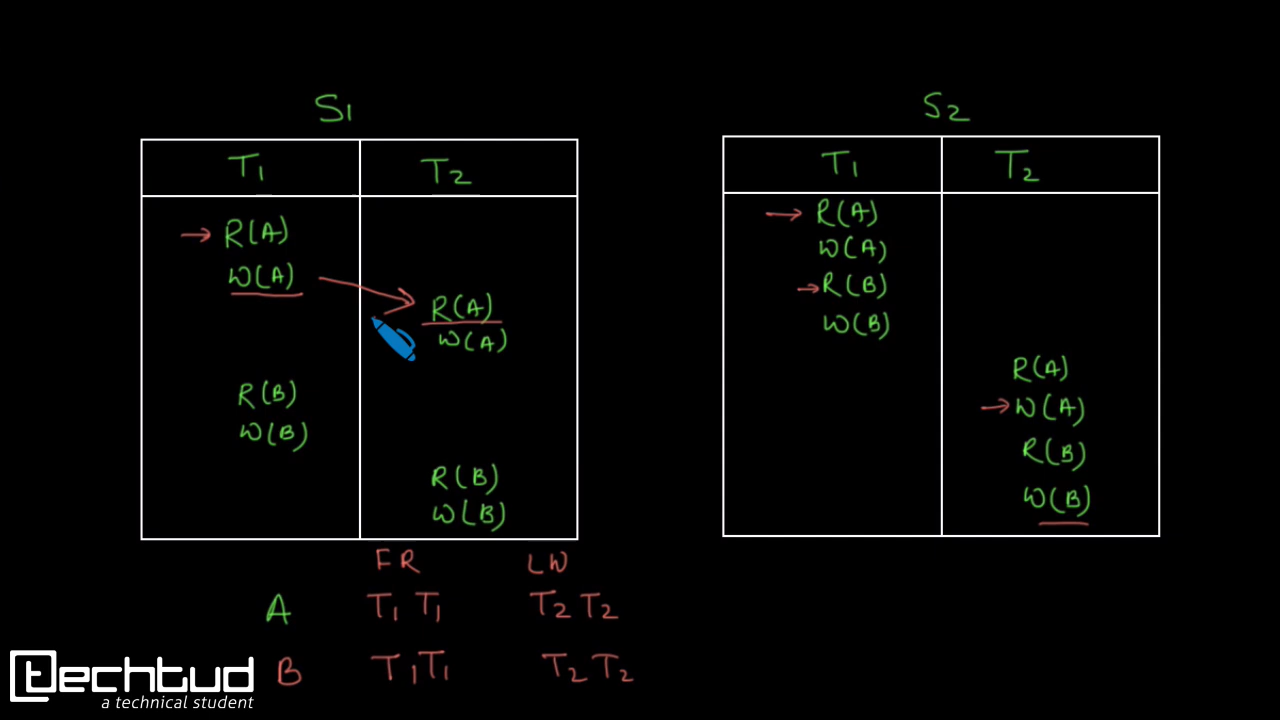 S1
T1 T2
R(A)
W(A)
R(A)
W(A)
R(B)
W(B)
R(B)
W(B)
S2
T1 T2
R(A)
W(A)
R(B)
W(B)
R(A)
W(A)
R(B)
W(B)
FR LW
A T1 T1 T2 T2
B T1 T1 T2 T2
techtud
a technical student